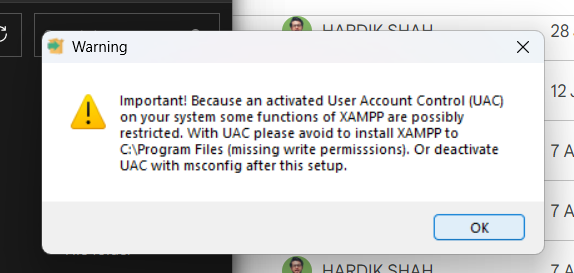 HARDIK SHAH
28
Warning
Important! Because an activated User Account Control (UAC)
on your system some functions of XAMPP are possibly
restricted. With UAC please avoid to install XAMPP to
C:\Program Files (missing write permisssions). Or deactivate
UAC with msconfig after this setup.
12
7 A
7 A
OK
HARDIK SHAH
7 A